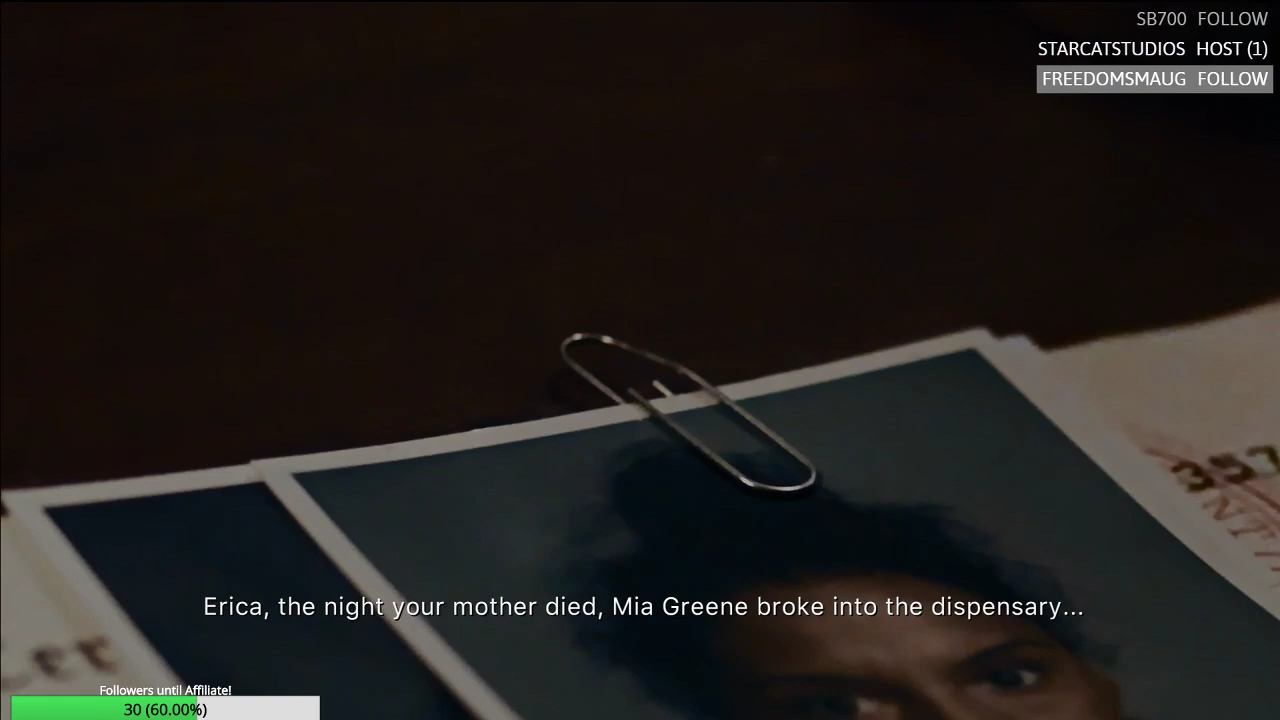 SB700 FOLLOW
STARCATSTUDIOS HOST (1)
FREEDOMSMAUG FOLLOW
357
Erica, the night your mother died, Mia Greene broke into the dispensary...
Followers until Affiliate!
30 (60.00%)